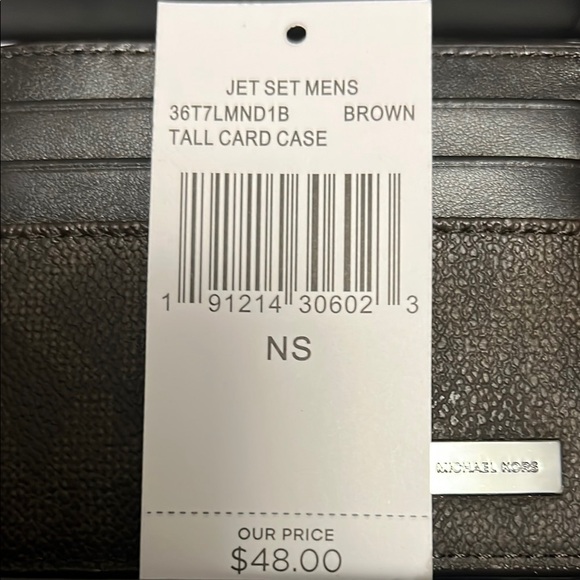 JET SET MENS
36T7LMND1B BROWN
TALL CARD CASE
1 91214 30602 3
NS
MICHAEL KORS
OUR PRICE
$48.00